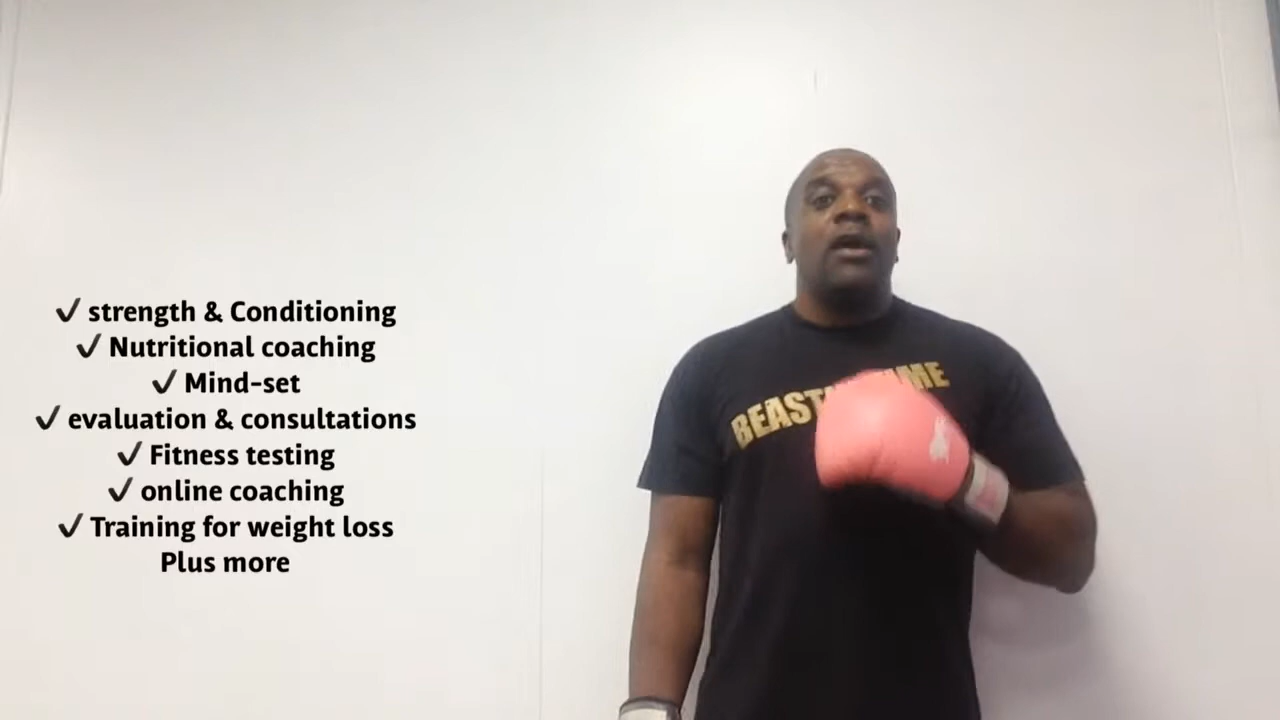 ✓ strength & Conditioning
✓ Nutritional coaching
✓ Mind-set
✓ evaluation & consultations
✓ Fitness testing
✓ online coaching
✓ Training for weight loss
Plus more